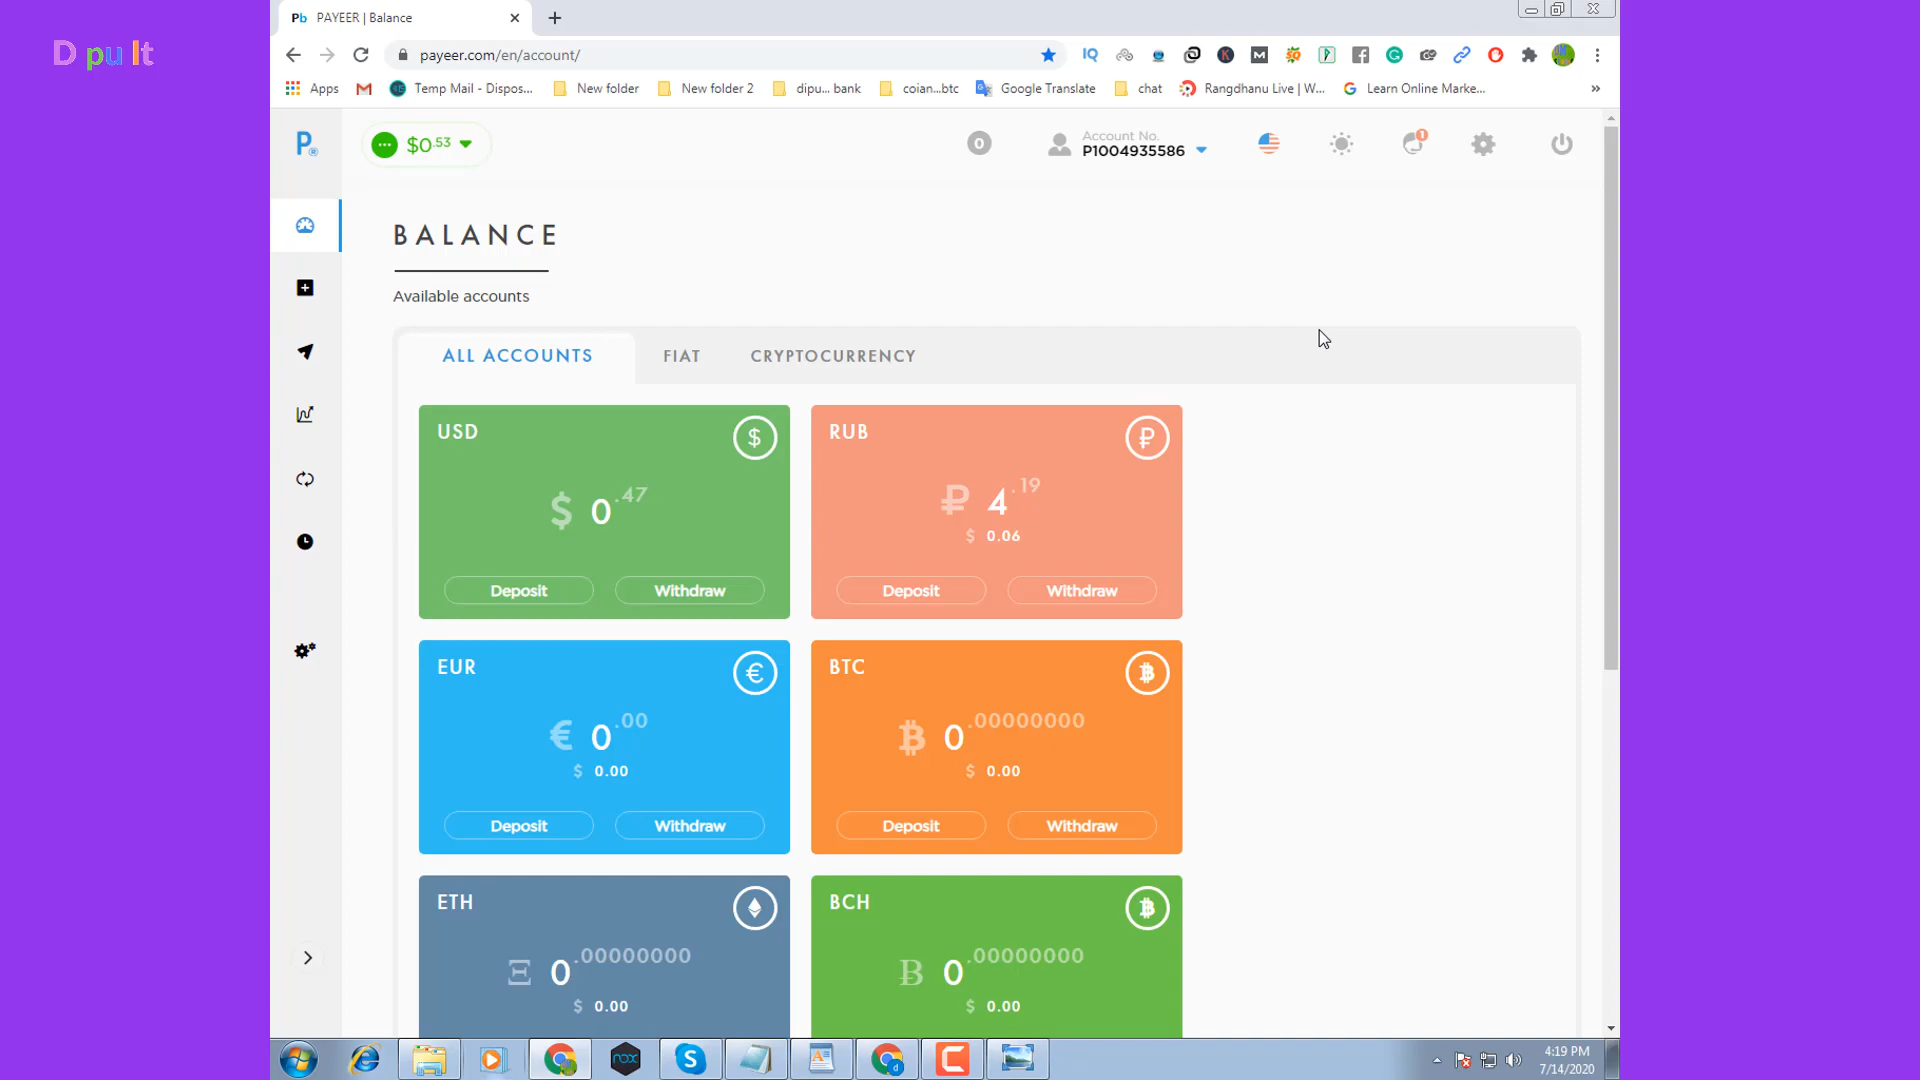 D pu It
Pb PAYEER | Balance
payeer.com/en/account/
Apps
Temp Mail - Dispos...
New folder
New folder 2
dipu... bank
coian...btc
Google Translate
chat
Rangdhanu Live | W...
Learn Online Marke...
»
P®
$0.53
0
Account No.
P1004935586
1
BALANCE
Available accounts
ALL ACCOUNTS
FIAT
CRYPTOCURRENCY
USD
$ 0.47
Deposit
Withdraw
RUB
₽ 4.19
$ 0.06
Deposit
Withdraw
EUR
€ 0.00
$ 0.00
Deposit
Withdraw
BTC
0.00000000
$ 0.00
Deposit
Withdraw
ETH
Ξ 0.00000000
$ 0.00
BCH
0.00000000
$ 0.00
nox
4:19 PM
7/14/2020